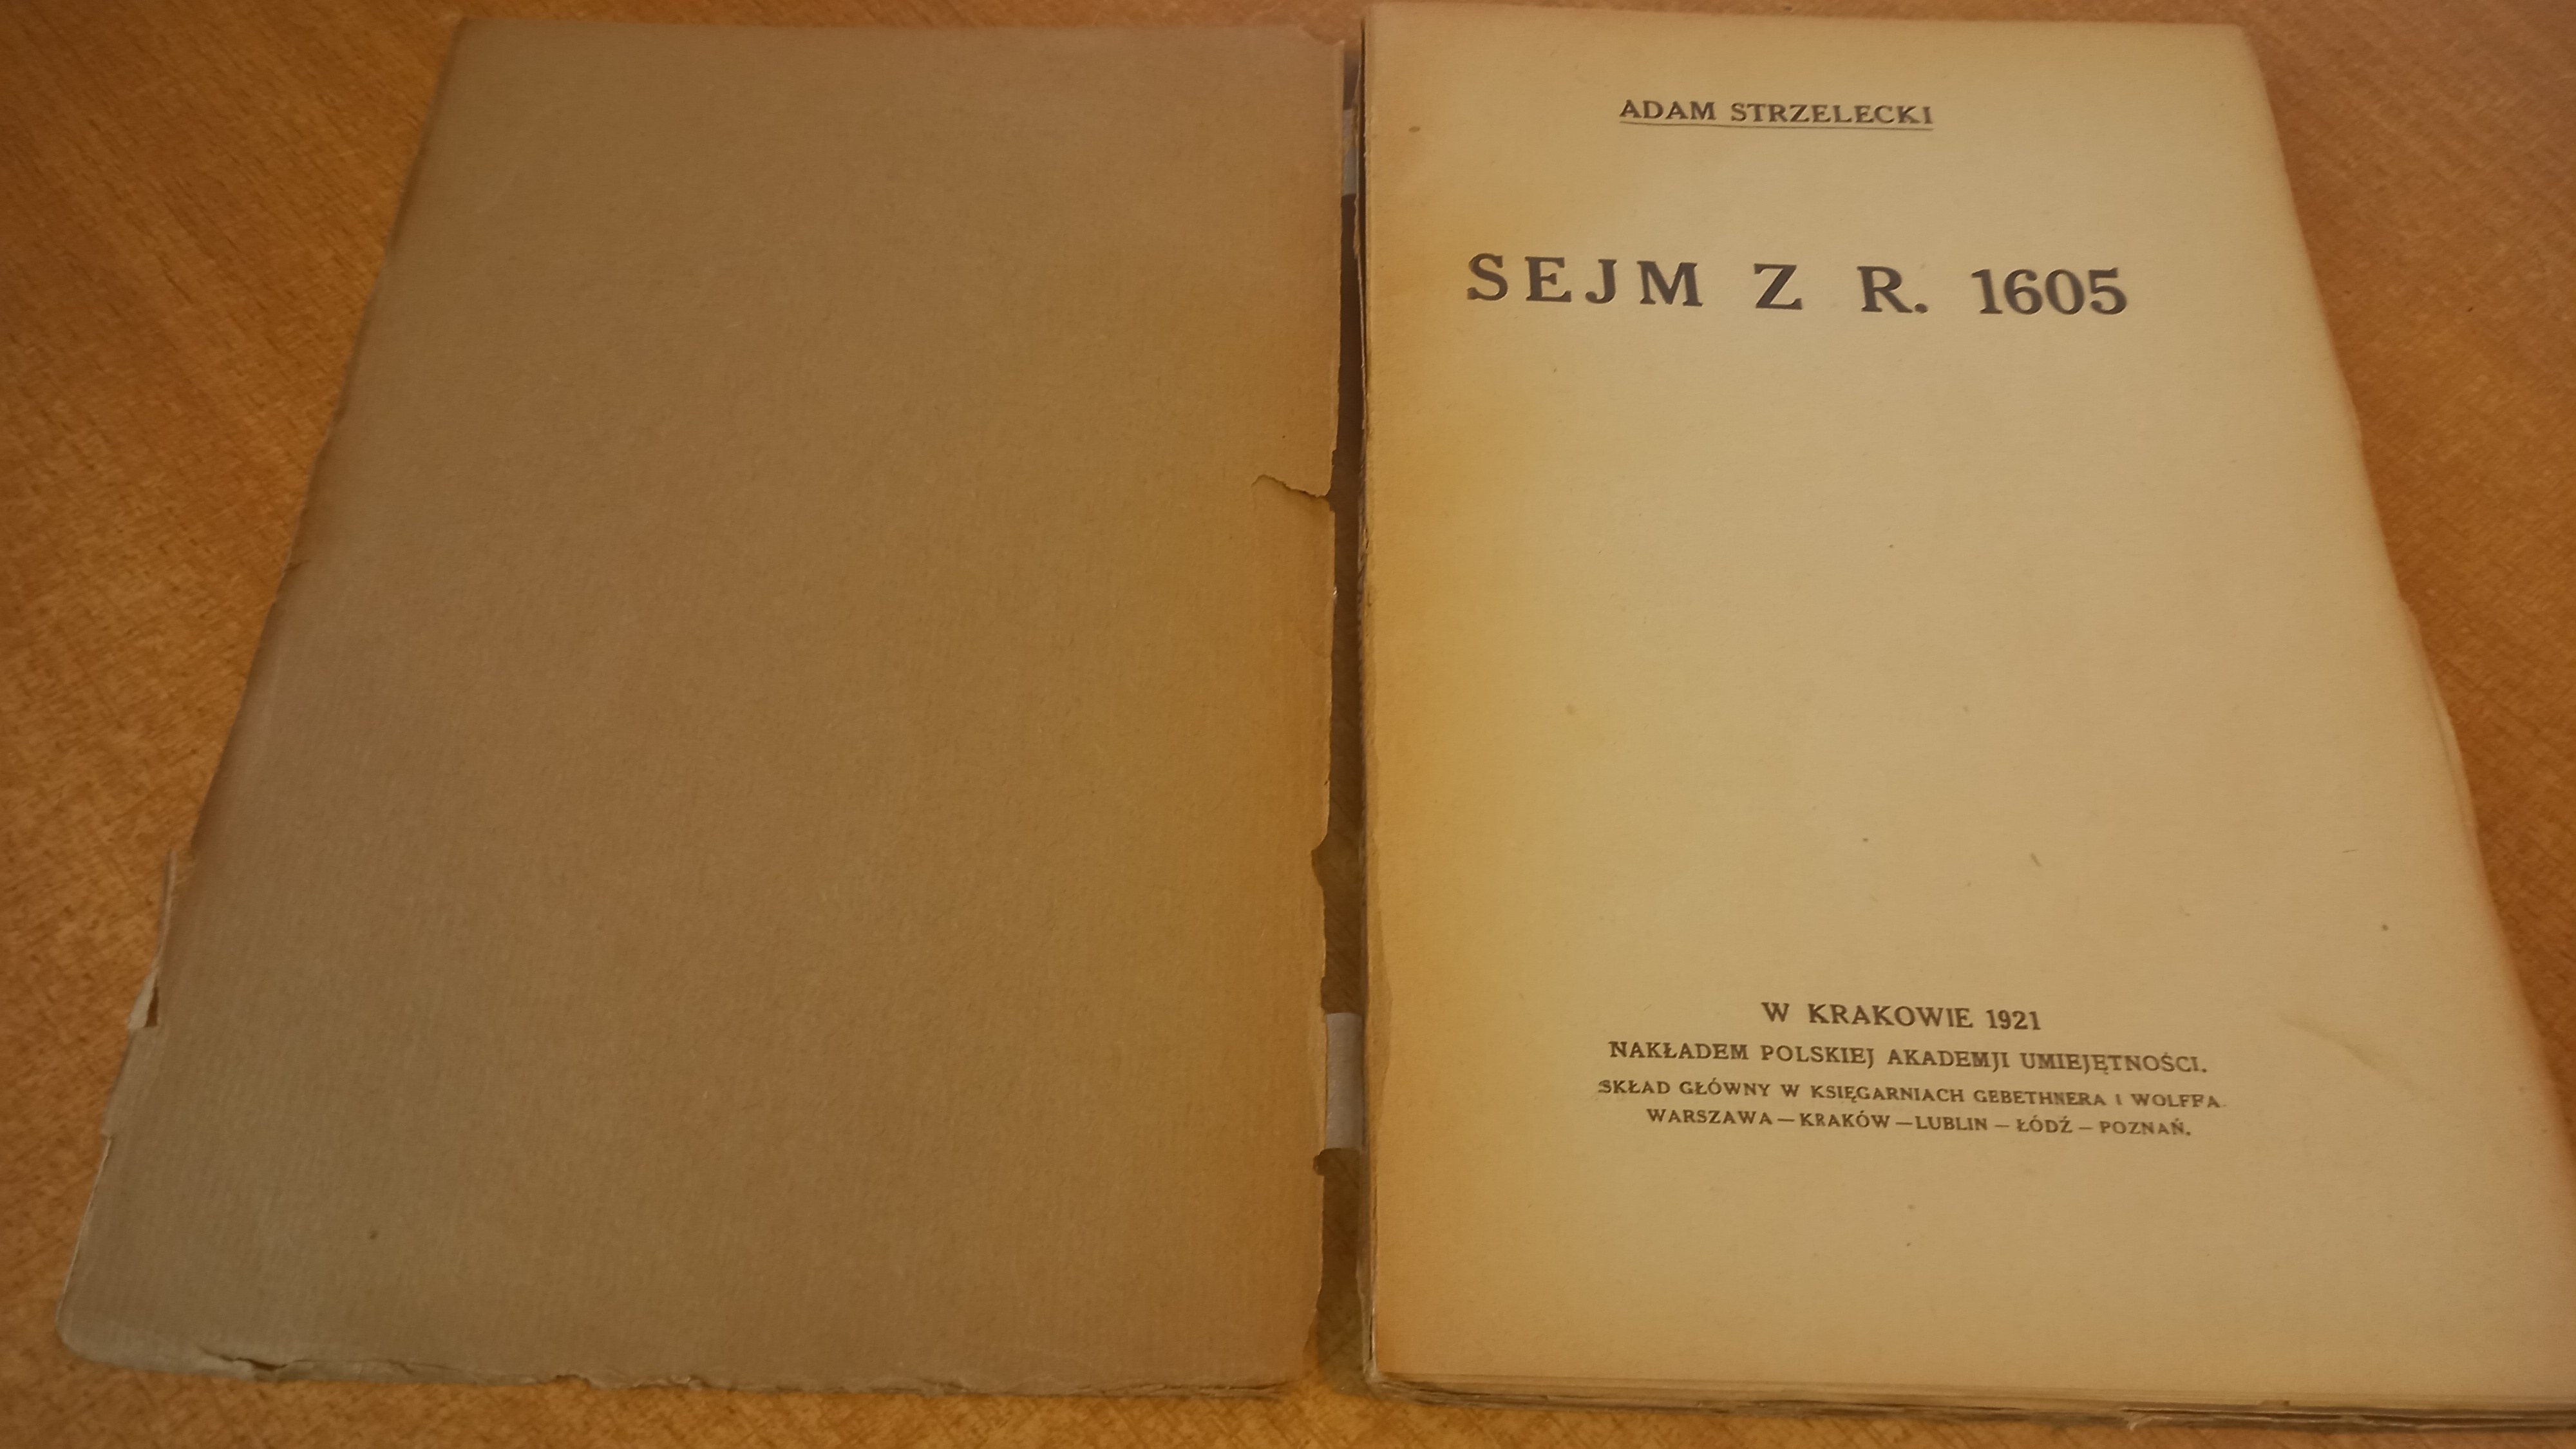 ADAM STRZELECKI
SEJM Z R. 1605
W KRAKOWIE 1921
NAKŁADEM POLSKIEJ AKADEMJI UMIEJĘTNOŚCI.
SKŁAD GŁÓWNY W KSIĘGARNIACH GEBETHNERA I WOLFFA.
WARSZAWA — KRAKÓW — LUBLIN — ŁÓDŹ — POZNAŃ.